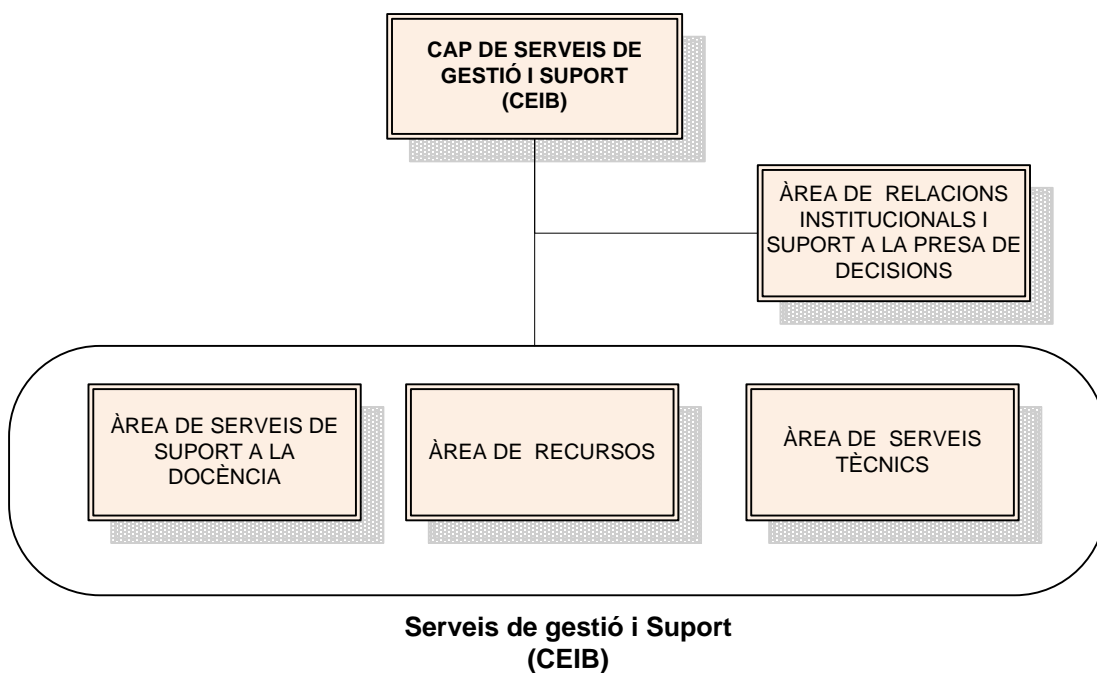 CAP DE SERVEIS DE
GESTIÓ I SUPORT
(CEIB)
ÀREA DE RELACIONS
INSTITUCIONALS I
SUPORT A LA PRESA DE
DECISIONS
ÀREA DE SERVEIS DE
SUPORT A LA
DOCÈNCIA
ÀREA DE RECURSOS
ÀREA DE SERVEIS
TÈCNICS
Serveis de gestió i Suport
(CEIB)